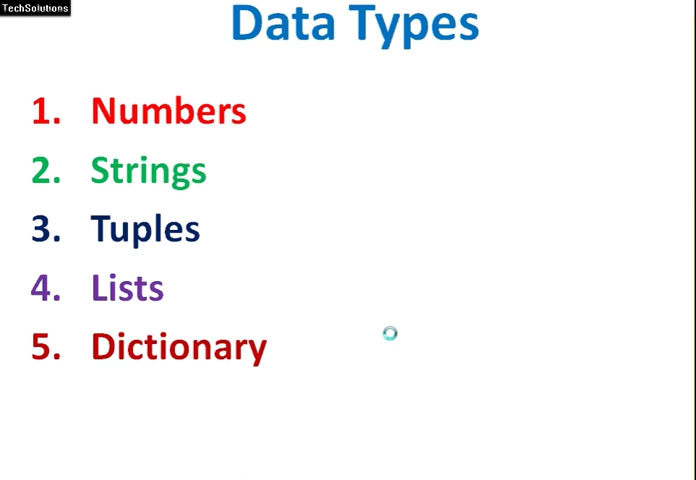 TechSolutions
Data Types
1. Numbers
2. Strings
3. Tuples
4. Lists
5. Dictionary